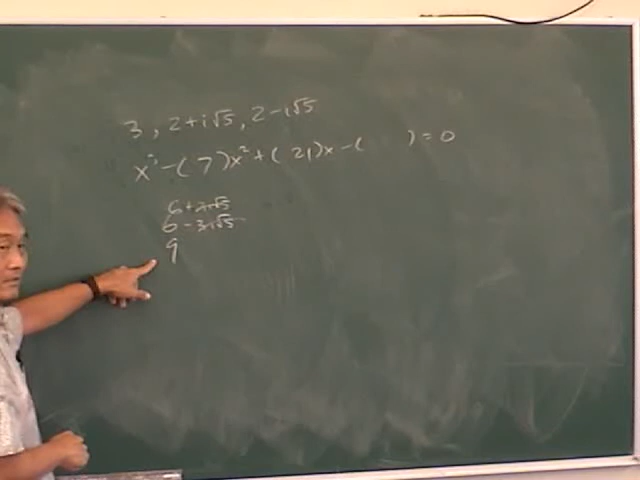 3, 2+i√5, 2-i√5
x³-(7)x²+(21)x-( )=0
6+3i√5
6-3i√5
9